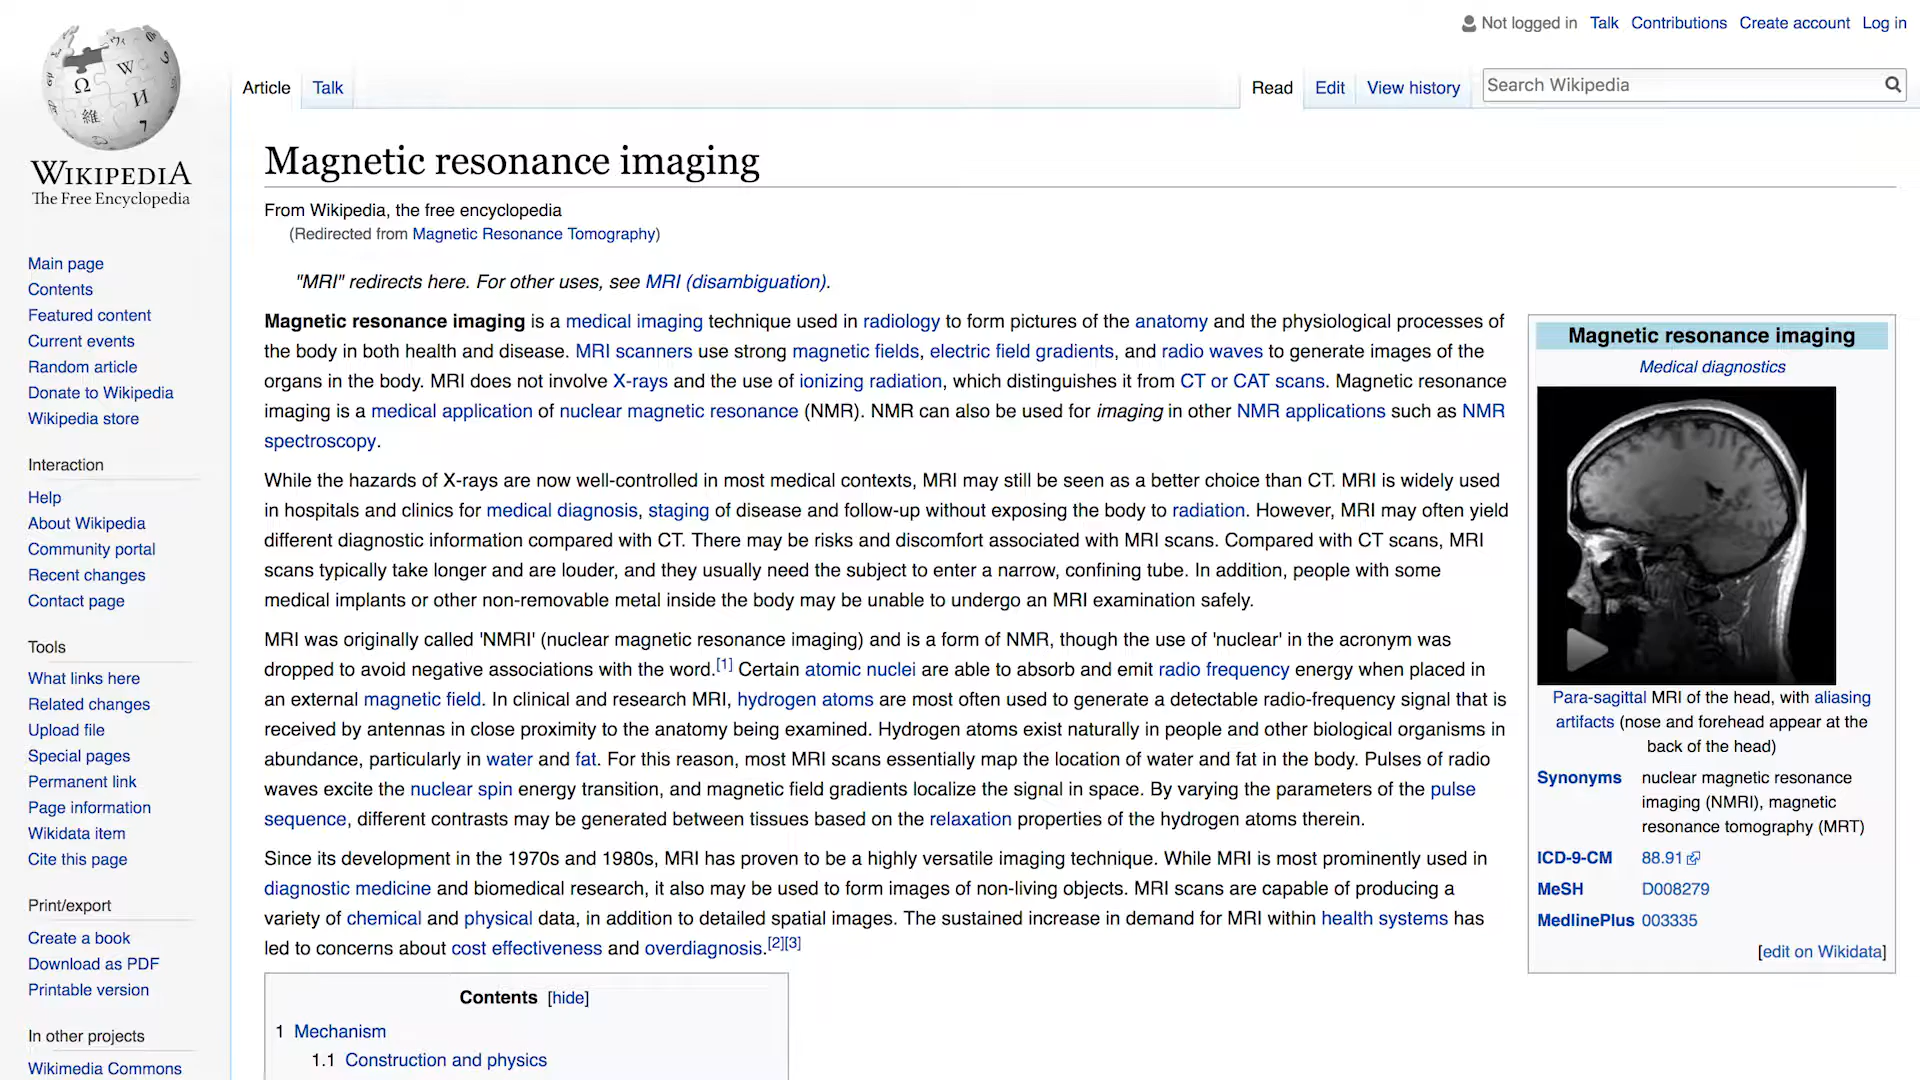 Not logged in Talk Contributions Create account Log in
Article Talk Read Edit View history Search Wikipedia
WIKIPEDIA
The Free Encyclopedia
Main page
Contents
Featured content
Current events
Random article
Donate to Wikipedia
Wikipedia store
Interaction
Help
About Wikipedia
Community portal
Recent changes
Contact page
Tools
What links here
Related changes
Upload file
Special pages
Permanent link
Page information
Wikidata item
Cite this page
Print/export
Create a book
Download as PDF
Printable version
In other projects
Wikimedia Commons
Magnetic resonance imaging
From Wikipedia, the free encyclopedia
(Redirected from Magnetic Resonance Tomography)
"MRI" redirects here. For other uses, see MRI (disambiguation).
Magnetic resonance imaging is a medical imaging technique used in radiology to form pictures of the anatomy and the physiological processes of
the body in both health and disease. MRI scanners use strong magnetic fields, electric field gradients, and radio waves to generate images of the
organs in the body. MRI does not involve X-rays and the use of ionizing radiation, which distinguishes it from CT or CAT scans. Magnetic resonance
imaging is a medical application of nuclear magnetic resonance (NMR). NMR can also be used for imaging in other NMR applications such as NMR
spectroscopy.
While the hazards of X-rays are now well-controlled in most medical contexts, MRI may still be seen as a better choice than CT. MRI is widely used
in hospitals and clinics for medical diagnosis, staging of disease and follow-up without exposing the body to radiation. However, MRI may often yield
different diagnostic information compared with CT. There may be risks and discomfort associated with MRI scans. Compared with CT scans, MRI
scans typically take longer and are louder, and they usually need the subject to enter a narrow, confining tube. In addition, people with some
medical implants or other non-removable metal inside the body may be unable to undergo an MRI examination safely.
MRI was originally called 'NMRI' (nuclear magnetic resonance imaging) and is a form of NMR, though the use of 'nuclear' in the acronym was
dropped to avoid negative associations with the word.[1] Certain atomic nuclei are able to absorb and emit radio frequency energy when placed in
an external magnetic field. In clinical and research MRI, hydrogen atoms are most often used to generate a detectable radio-frequency signal that is
received by antennas in close proximity to the anatomy being examined. Hydrogen atoms exist naturally in people and other biological organisms in
abundance, particularly in water and fat. For this reason, most MRI scans essentially map the location of water and fat in the body. Pulses of radio
waves excite the nuclear spin energy transition, and magnetic field gradients localize the signal in space. By varying the parameters of the pulse
sequence, different contrasts may be generated between tissues based on the relaxation properties of the hydrogen atoms therein.
Since its development in the 1970s and 1980s, MRI has proven to be a highly versatile imaging technique. While MRI is most prominently used in
diagnostic medicine and biomedical research, it also may be used to form images of non-living objects. MRI scans are capable of producing a
variety of chemical and physical data, in addition to detailed spatial images. The sustained increase in demand for MRI within health systems has
led to concerns about cost effectiveness and overdiagnosis.[2][3]
Contents [hide]
1 Mechanism
1.1 Construction and physics
Magnetic resonance imaging
Medical diagnostics
Para-sagittal MRI of the head, with aliasing
artifacts (nose and forehead appear at the
back of the head)
Synonyms nuclear magnetic resonance
imaging (NMRI), magnetic
resonance tomography (MRT)
ICD-9-CM 88.91
MeSH D008279
MedlinePlus 003335
[edit on Wikidata]